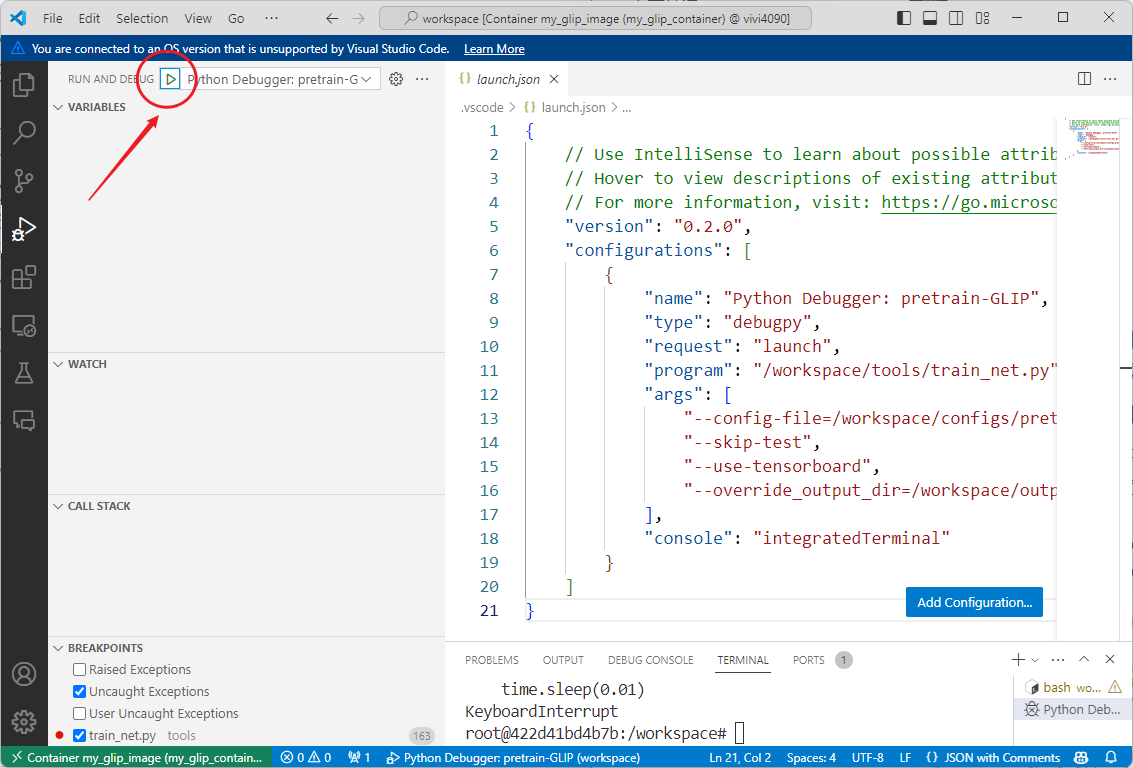 File Edit Selection View Go ···
workspace [Container my_glip_image (my_glip_container) @ vivi4090]
You are connected to an OS version that is unsupported by Visual Studio Code. Learn More
RUN AND DEBUG Python Debugger: pretrain-G
VARIABLES
WATCH
CALL STACK
BREAKPOINTS
Raised Exceptions
Uncaught Exceptions
User Uncaught Exceptions
train_net.py tools 163
launch.json
.vscode > {} launch.json > ...
1 {
2 // Use IntelliSense to learn about possible attrib
3 // Hover to view descriptions of existing attribut
4 // For more information, visit: https://go.microso
5 "version": "0.2.0",
6 "configurations": [
7 {
8 "name": "Python Debugger: pretrain-GLIP",
9 "type": "debugpy",
10 "request": "launch",
11 "program": "/workspace/tools/train_net.py"
12 "args": [
13 "--config-file=/workspace/configs/pret
14 "--skip-test",
15 "--use-tensorboard",
16 "--override_output_dir=/workspace/outp
17 ],
18 "console": "integratedTerminal"
19 }
20 ]
21 }
Add Configuration...
PROBLEMS OUTPUT DEBUG CONSOLE TERMINAL PORTS 1
time.sleep(0.01)
KeyboardInterrupt
root@422d41bd4b7b:/workspace#
bash wo...
Python Deb...
Container my_glip_image (my_glip_contain... 0 0 1 Python Debugger: pretrain-GLIP (workspace) Ln 21, Col 2 Spaces: 4 UTF-8 LF {} JSON with Comments